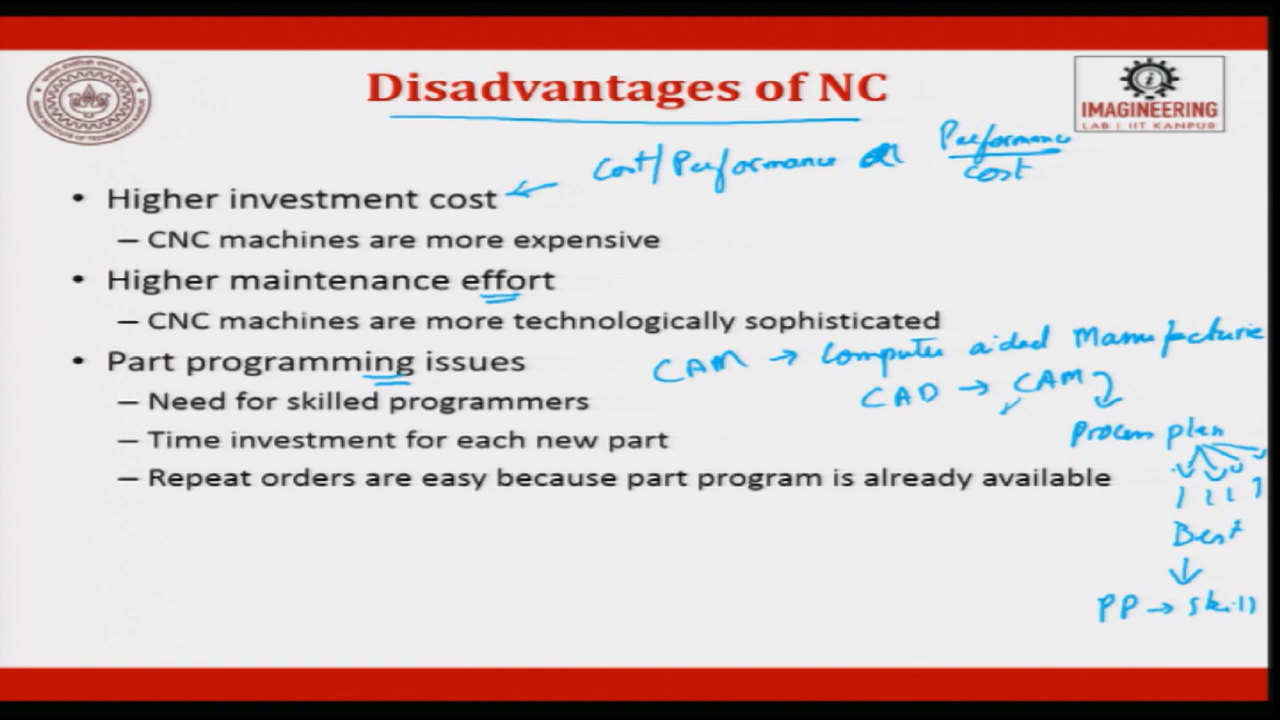 Disadvantages of NC
IMAGINEERING
LAB | IIT KANPUR
Cost/Performance Performance
cost
• Higher investment cost
– CNC machines are more expensive
• Higher maintenance effort
– CNC machines are more technologically sophisticated
• Part programming issues
CAM → Computer aided Manufacturie
– Need for skilled programmers
CAD → CAM
– Time investment for each new part
Process plan
– Repeat orders are easy because part program is already available
Best
PP → skill